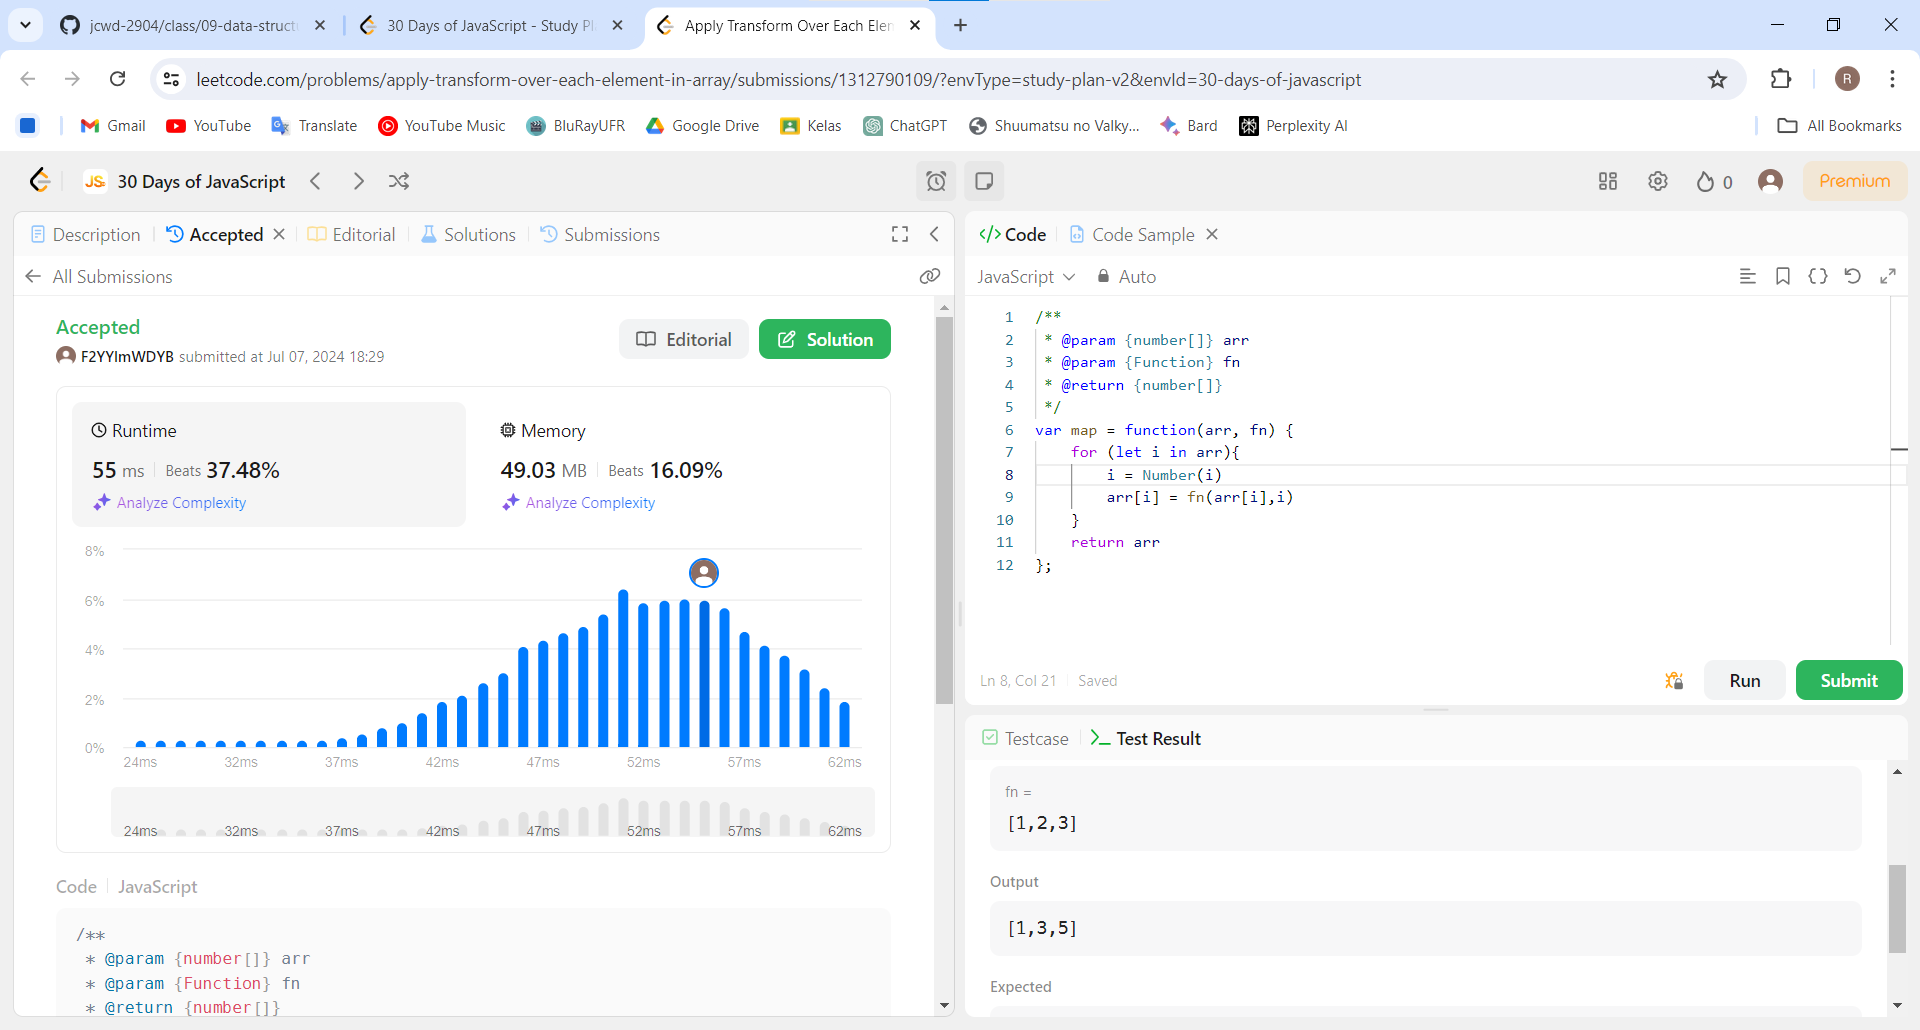 jcwd-2904/class/09-data-structu
30 Days of JavaScript - Study Pl
Apply Transform Over Each Elem
leetcode.com/problems/apply-transform-over-each-element-in-array/submissions/1312790109/?envType=study-plan-v2&envId=30-days-of-javascript
R
Gmail
YouTube
Translate
YouTube Music
BluRayUFR
Google Drive
Kelas
ChatGPT
Shuumatsu no Valky...
Bard
Perplexity AI
All Bookmarks
JS
30 Days of JavaScript
0
Premium
Description
Accepted
Editorial
Solutions
Submissions
All Submissions
Accepted
F2YYlmWDYB submitted at Jul 07, 2024 18:29
Editorial
Solution
Runtime
55 ms Beats 37.48%
Analyze Complexity
Memory
49.03 MB Beats 16.09%
Analyze Complexity
8%
6%
4%
2%
0%
24ms 32ms 37ms 42ms 47ms 52ms 57ms 62ms
24ms 32ms 37ms 42ms 47ms 52ms 57ms 62ms
Code JavaScript
/**
* @param {number[]} arr
* @param {Function} fn
* @return {number[]}
Code
Code Sample
JavaScript
Auto
1 /**
2 * @param {number[]} arr
3 * @param {Function} fn
4 * @return {number[]}
5 */
6 var map = function(arr, fn) {
7 for (let i in arr){
8 i = Number(i)
9 arr[i] = fn(arr[i],i)
10 }
11 return arr
12 };
Ln 8, Col 21 Saved
Run
Submit
Testcase
Test Result
fn =
[1,2,3]
Output
[1,3,5]
Expected